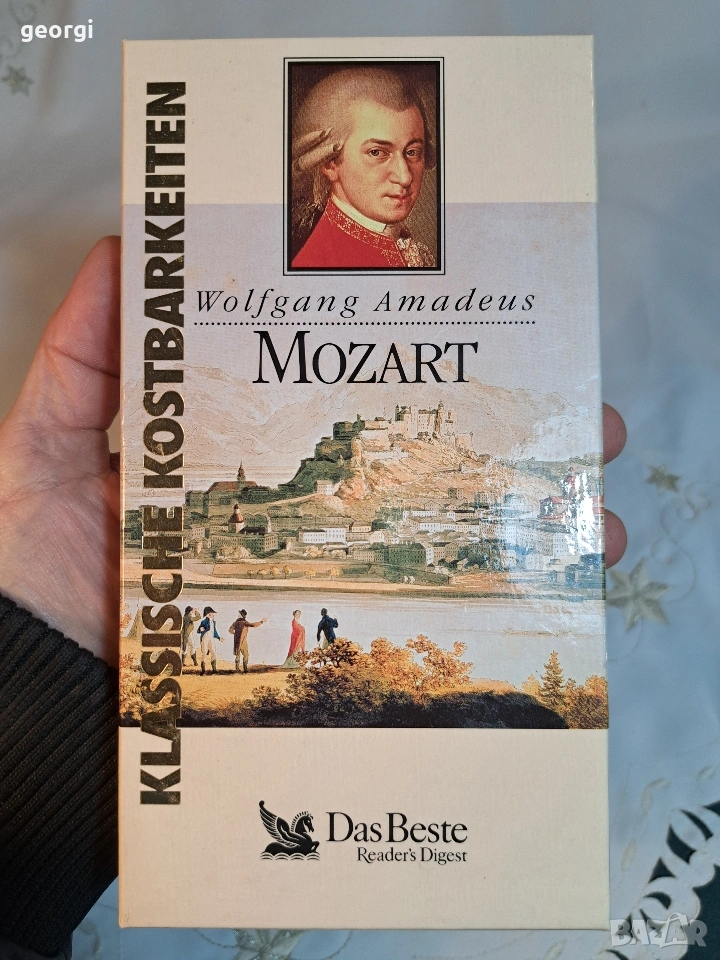 georgi
KLASSISCHE KOSTBARKEITEN
Wolfgang Amadeus
MOZART
Das Beste
Reader's Digest
BAZAR